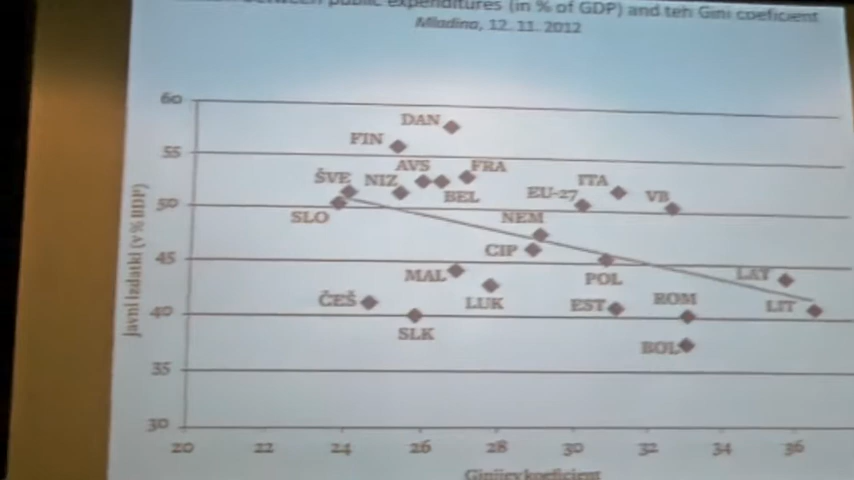 between public expenditures (in % of GDP) and teh Gini coeficient
Mladina, 12. 11. 2012
Javni izdatki (v % BDP)
60
55
50
45
40
35
30
DAN
FIN
AVS
FRA
ŠVE
NIZ
BEL
EU-27
ITA
VB
SLO
NEM
CIP
MAL
POL
LAT
ČEŠ
LUK
EST
ROM
LIT
SLK
BOL
20 22 24 26 28 30 32 34 36
Ginijev koeficient